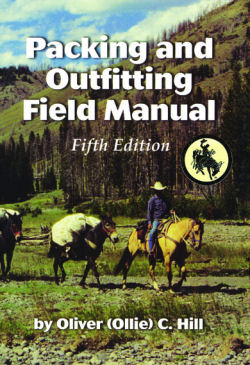 Packing and
Outfitting
Field Manual
Fifth Edition
by Oliver (Ollie) C. Hill